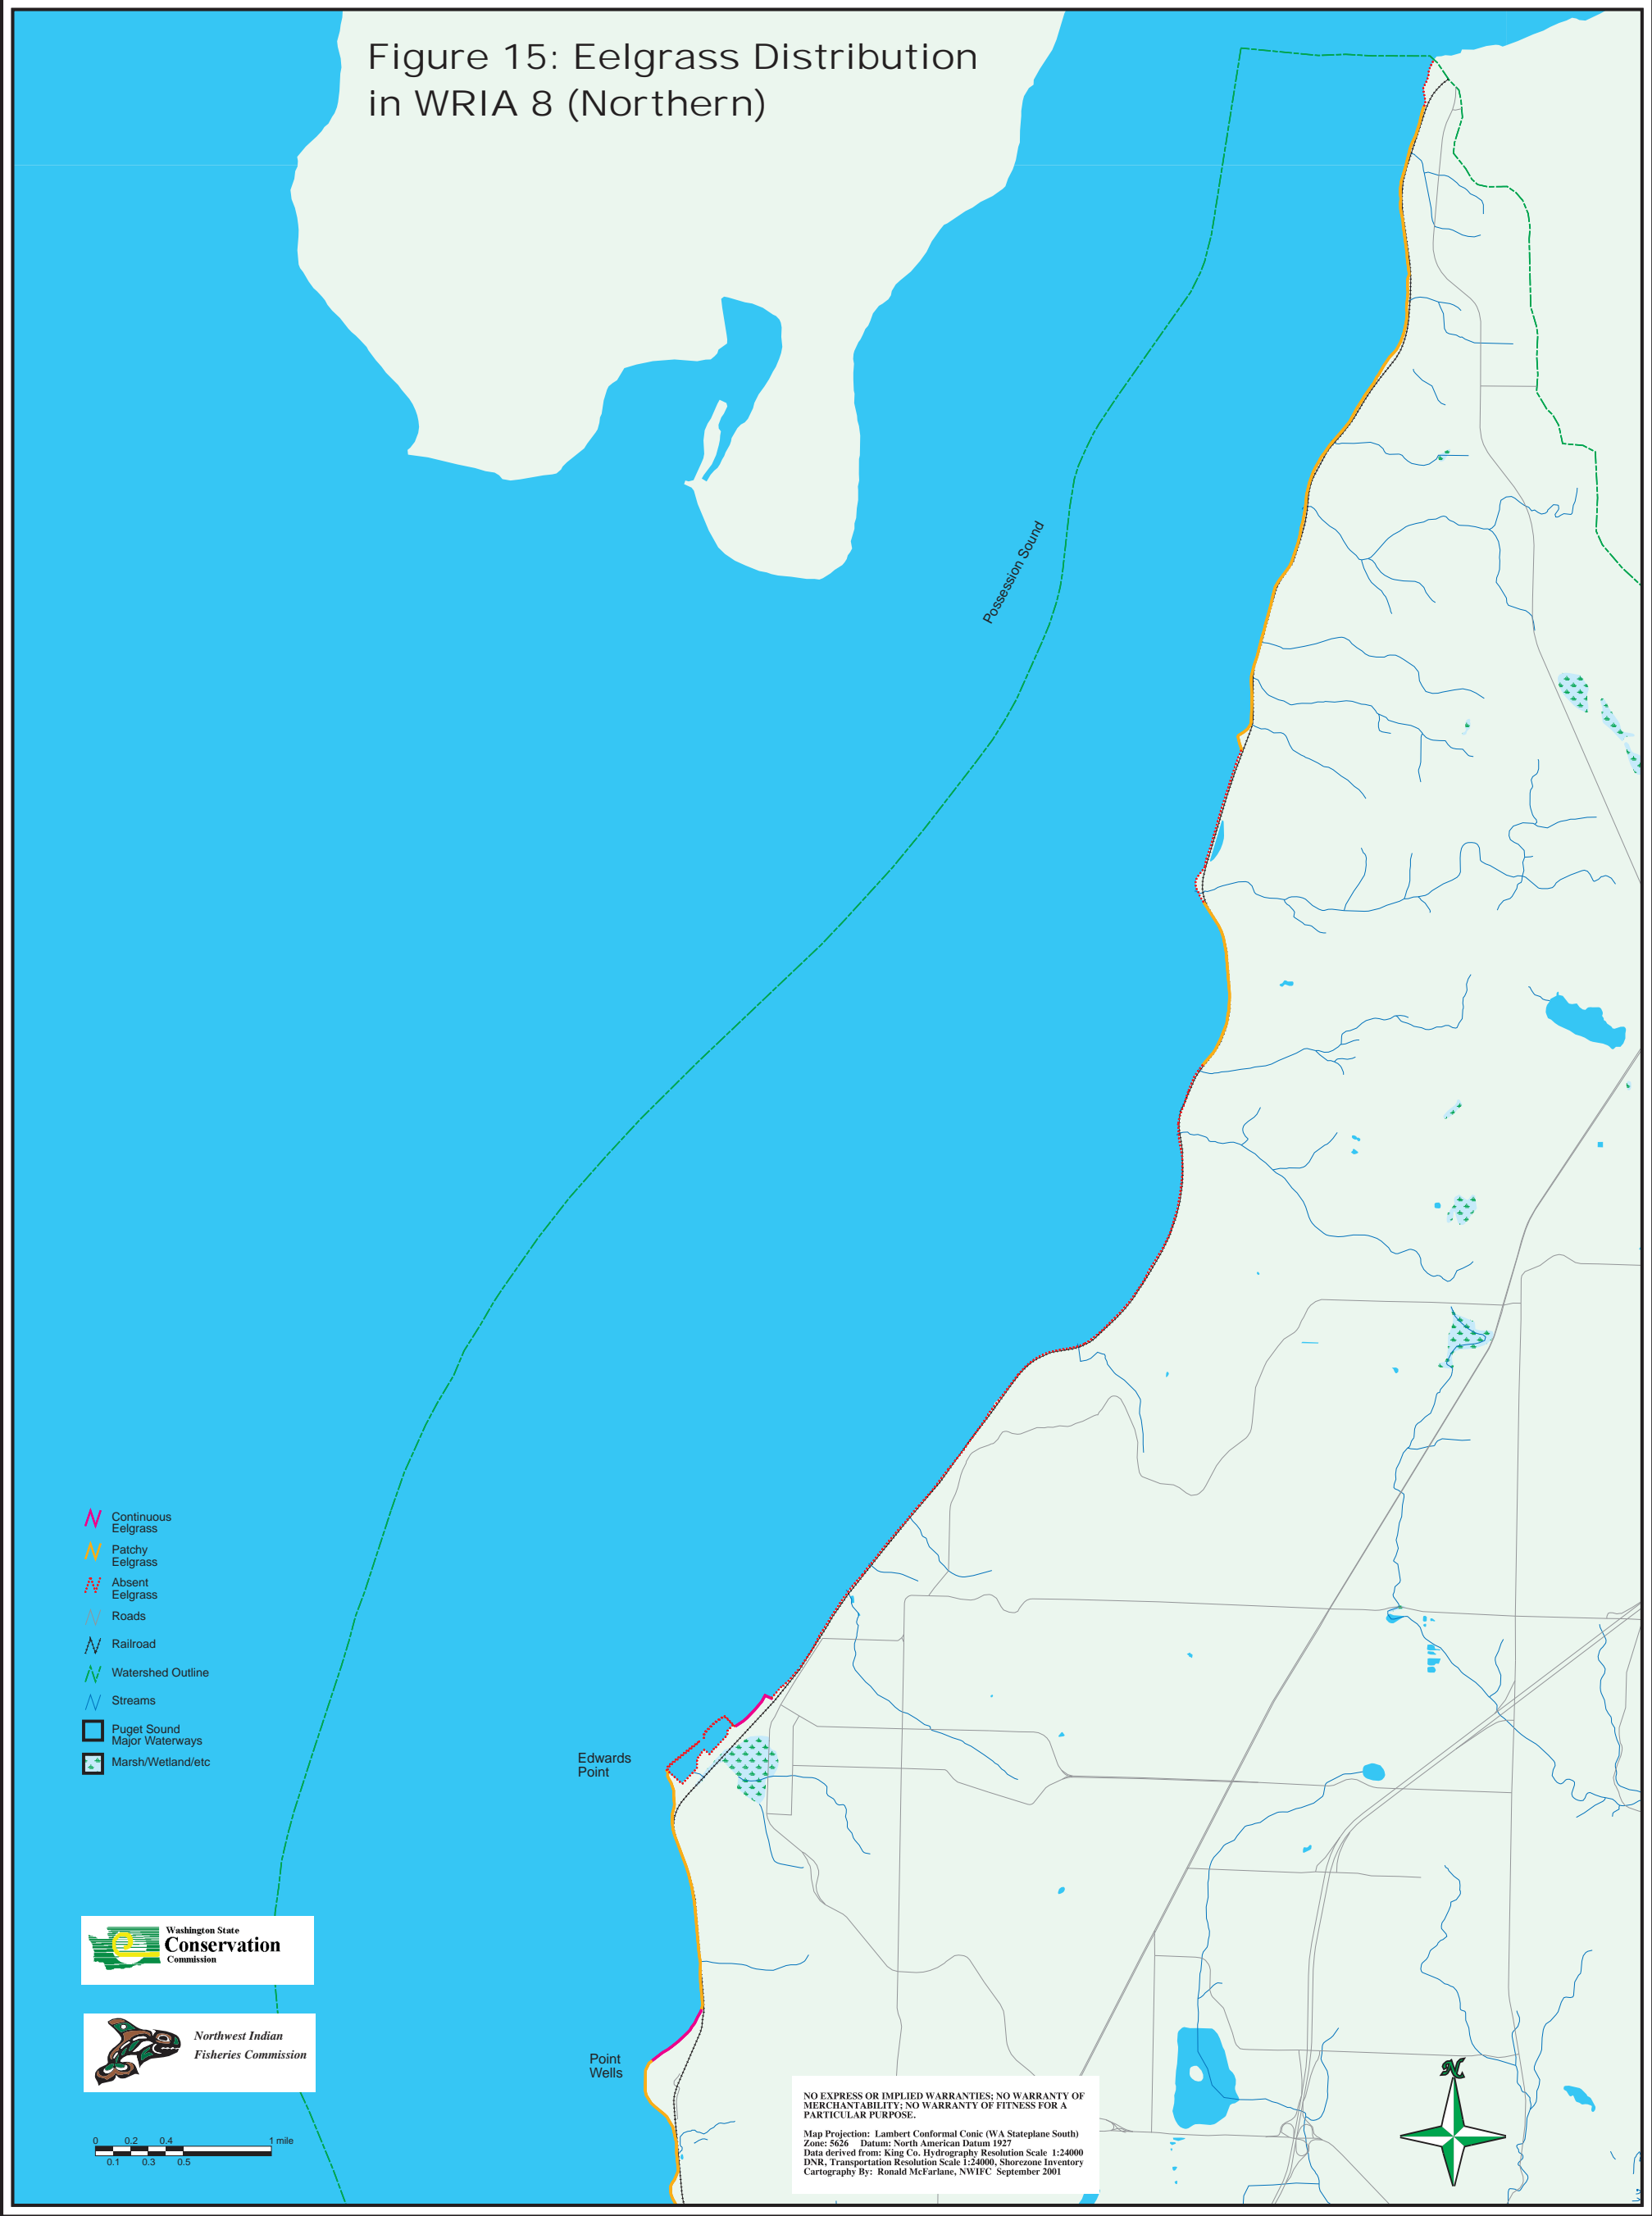 Figure 15: Eelgrass Distribution
in WRIA 8 (Northern)
Possession Sound
Continuous
Eelgrass
Patchy
Eelgrass
Absent
Eelgrass
Roads
Railroad
Watershed Outline
Streams
Puget Sound
Major Waterways
Marsh/Wetland/etc
Edwards
Point
Washington State
Conservation
Commission
Northwest Indian
Fisheries Commission
Point
Wells
0 0.2 0.4 1 mile
0.1 0.3 0.5
NO EXPRESS OR IMPLIED WARRANTIES; NO WARRANTY OF
MERCHANTABILITY; NO WARRANTY OF FITNESS FOR A
PARTICULAR PURPOSE.
Map Projection: Lambert Conformal Conic (WA Stateplane South)
Zone: 5626 Datum: North American Datum 1927
Data derived from: King Co. Hydrography Resolution Scale 1:24000
DNR, Transportation Resolution Scale 1:24000, Shorezone Inventory
Cartography By: Ronald McFarlane, NWIFC September 2001
N